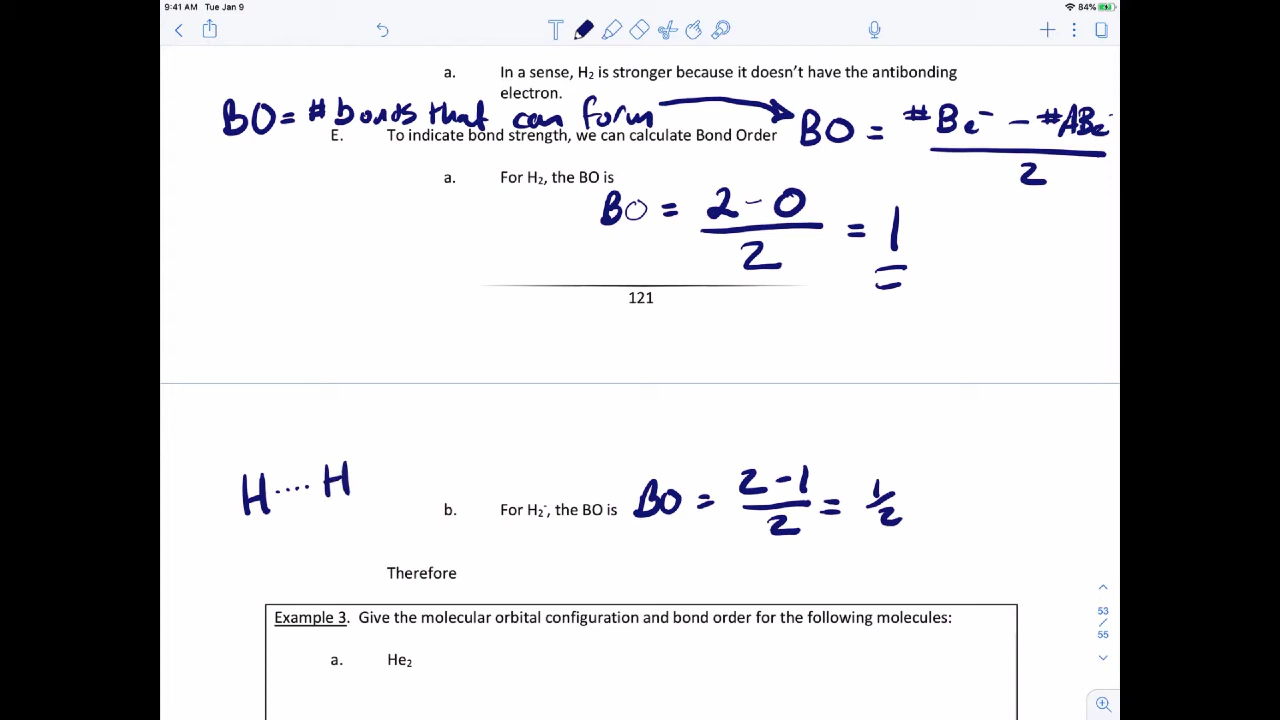 9:41 AM Tue Jan 9
84%
T
a. In a sense, H₂ is stronger because it doesn't have the antibonding
electron.
BO = # bonds that can form → BO = #Be⁻ - #ABe⁻ / 2
E. To indicate bond strength, we can calculate Bond Order
a. For H₂, the BO is
BO = 2-0 / 2 = 1
121
H····H
b. For H₂⁻, the BO is BO = 2-1 / 2 = 1/2
Therefore
53
/
55
Example 3. Give the molecular orbital configuration and bond order for the following molecules:
a. He₂